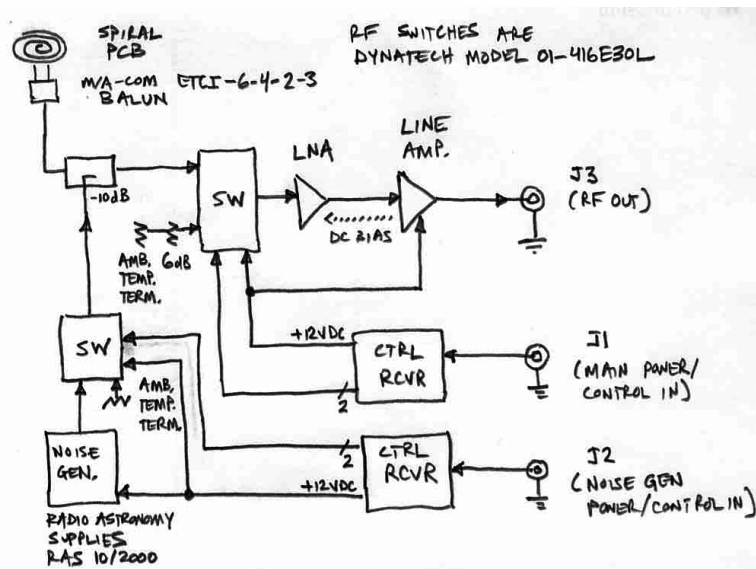 SPIRAL
PCB
M/A-COM ETC1-6-4-2-3
BALUN
RF SWITCHES ARE
DYNATECH MODEL 01-416E30L
-10dB
SW
LNA
LINE
AMP.
DC BIAS
J3
(RF OUT)
AMB. 6dB
TEMP.
TERM.
SW
AMB.
TEMP.
TERM.
+12VDC
2
CTRL
RCVR
J1
(MAIN POWER/
CONTROL IN)
NOISE
GEN.
RADIO ASTRONOMY
SUPPLIES
RAS 10/2000
2
+12VDC
CTRL
RCVR
J2
(NOISE GEN
POWER/CONTROL IN)